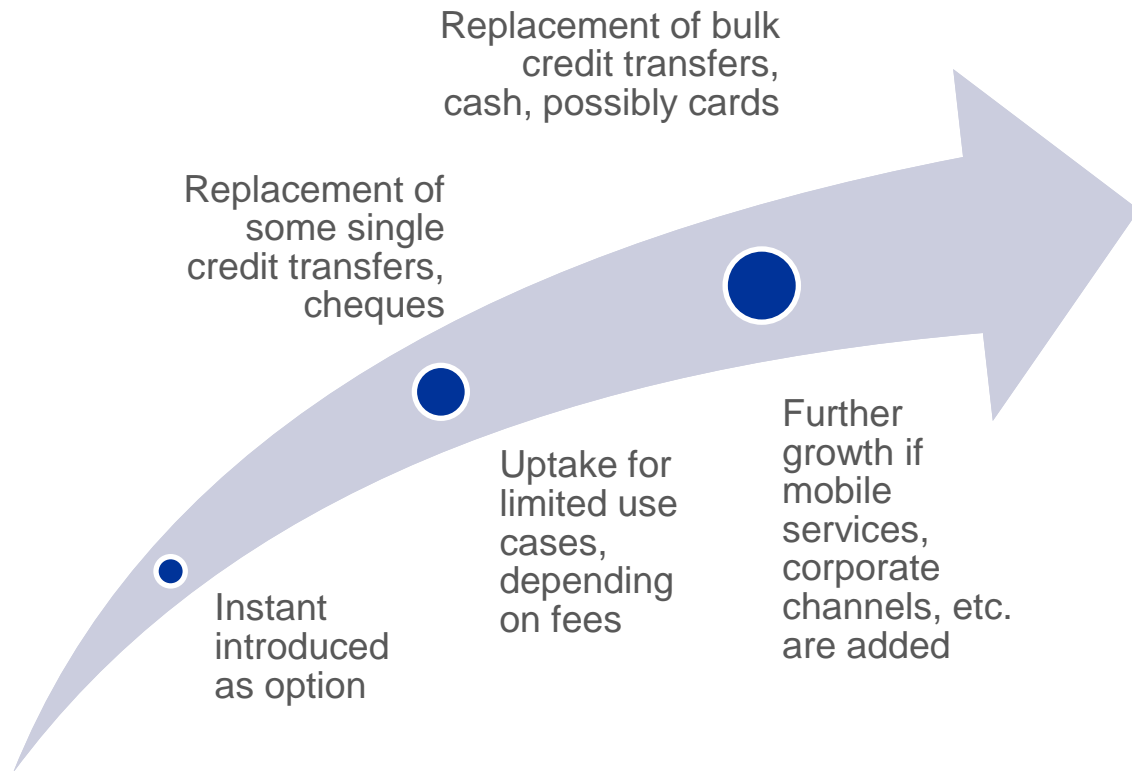 Replacement of bulk
credit transfers,
cash, possibly cards
Replacement of
some single
credit transfers,
cheques
Further
growth if
mobile
services,
corporate
channels, etc.
are added
Uptake for
limited use
cases,
depending
on fees
Instant
introduced
as option